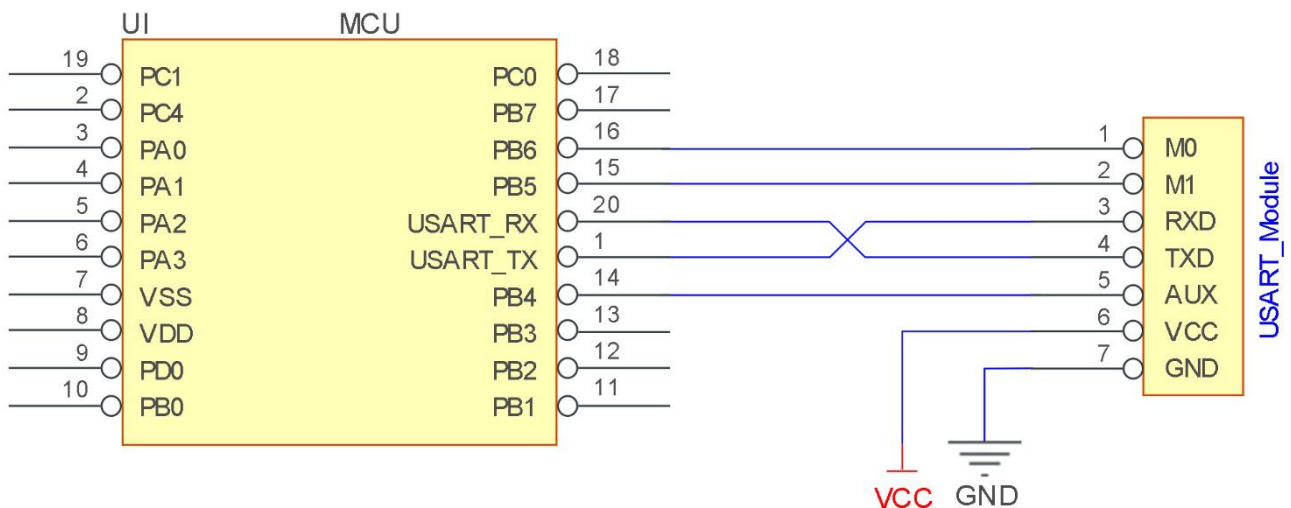 UI MCU
19 PC1 PC0 18
2 PC4 PB7 17
3 PA0 PB6 16 1 M0
4 PA1 PB5 15 2 M1
5 PA2 USART_RX 20 3 RXD
6 PA3 USART_TX 1 4 TXD
7 VSS PB4 14 5 AUX
8 VDD PB3 13 6 VCC
9 PD0 PB2 12 7 GND
10 PB0 PB1 11
USART_Module
VCC GND